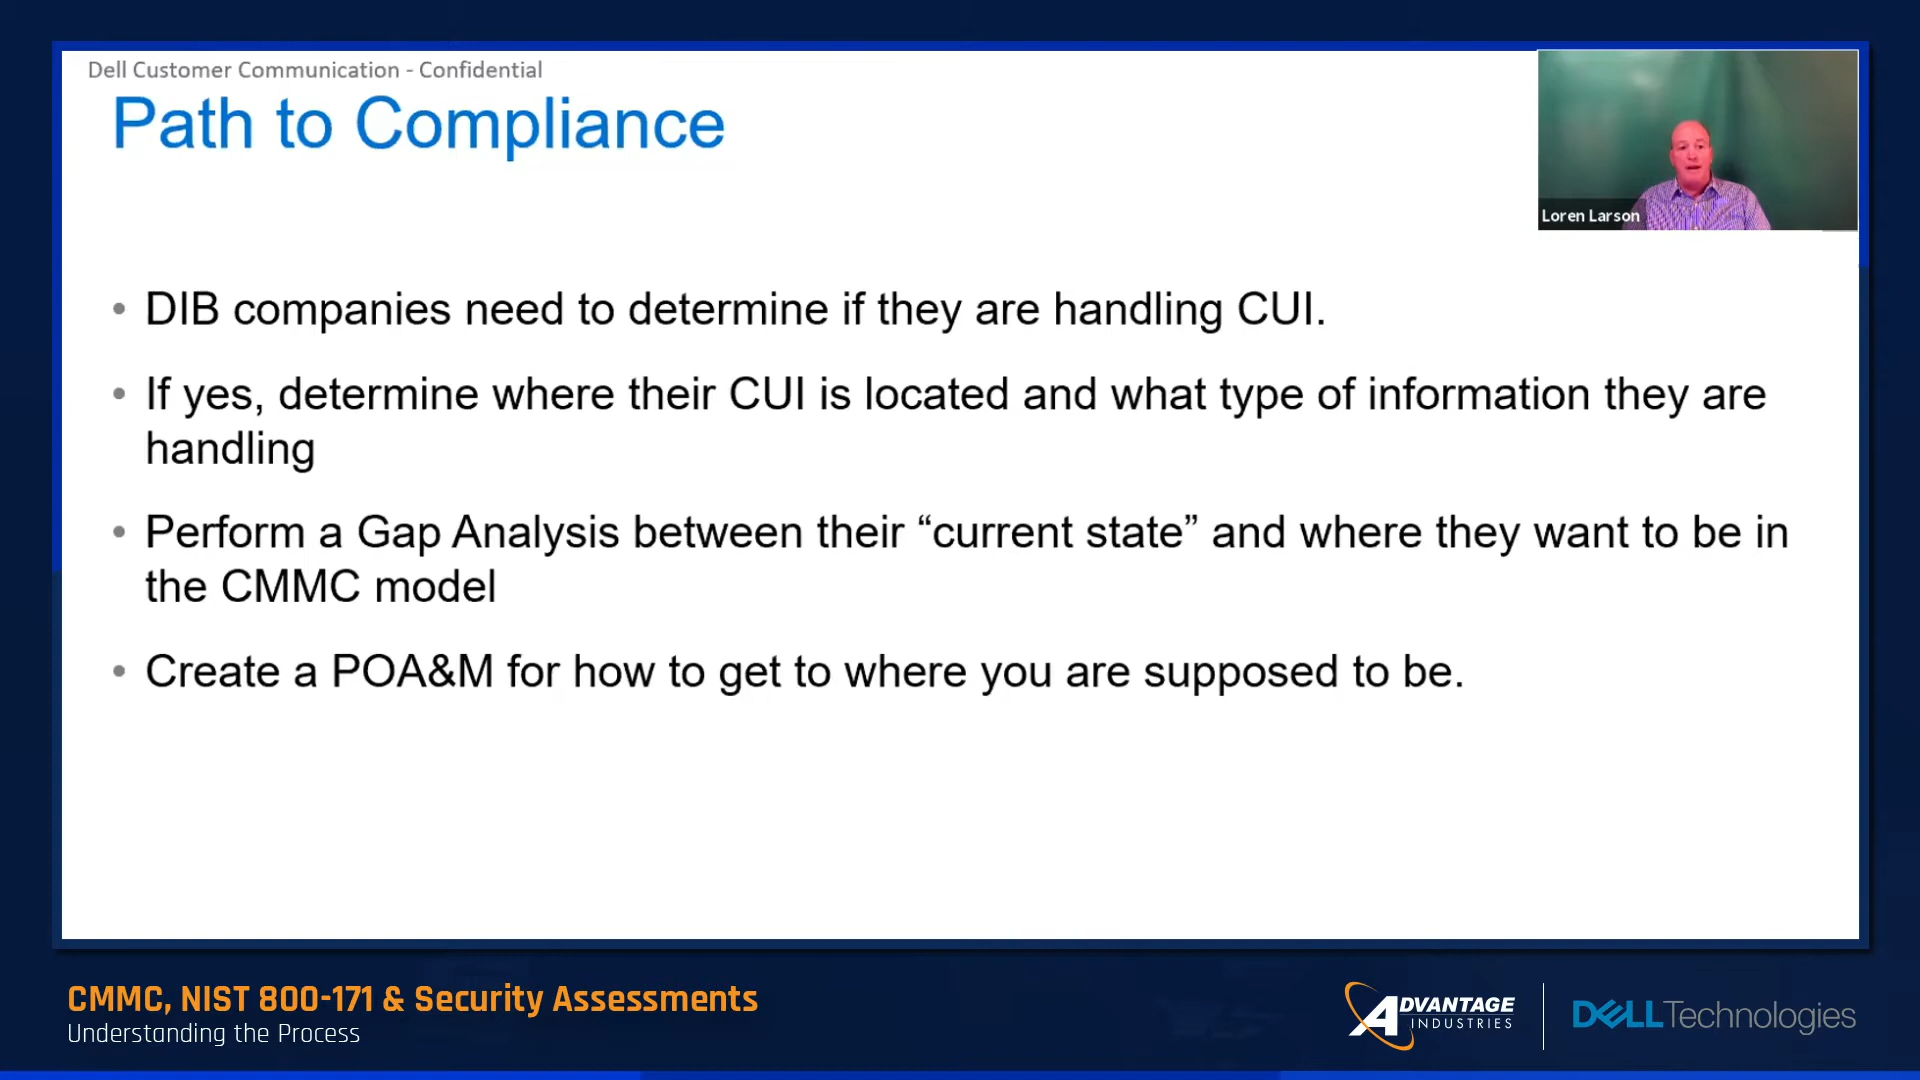 Dell Customer Communication - Confidential
Path to Compliance
Loren Larson
• DIB companies need to determine if they are handling CUI.
• If yes, determine where their CUI is located and what type of information they are
handling
• Perform a Gap Analysis between their “current state” and where they want to be in
the CMMC model
• Create a POA&M for how to get to where you are supposed to be.
CMMC, NIST 800-171 & Security Assessments
Understanding the Process
ADVANTAGE
INDUSTRIES
DELLTechnologies